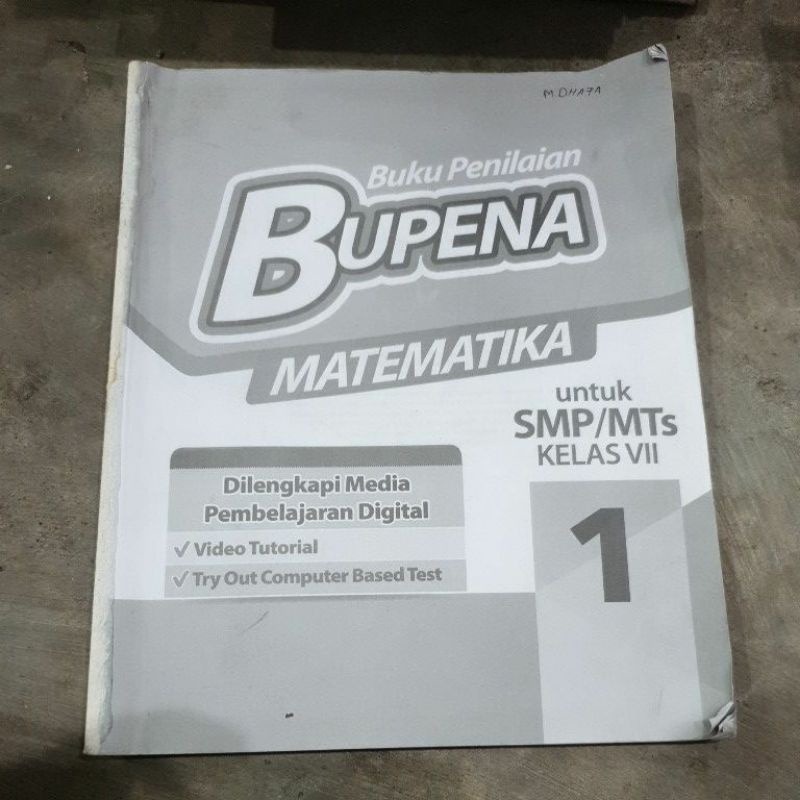 M.DHAFA
Buku Penilaian
BUPENA
MATEMATIKA
untuk
SMP/MTs
KELAS VII
1
Dilengkapi Media
Pembelajaran Digital
✓ Video Tutorial
✓ Try Out Computer Based Test